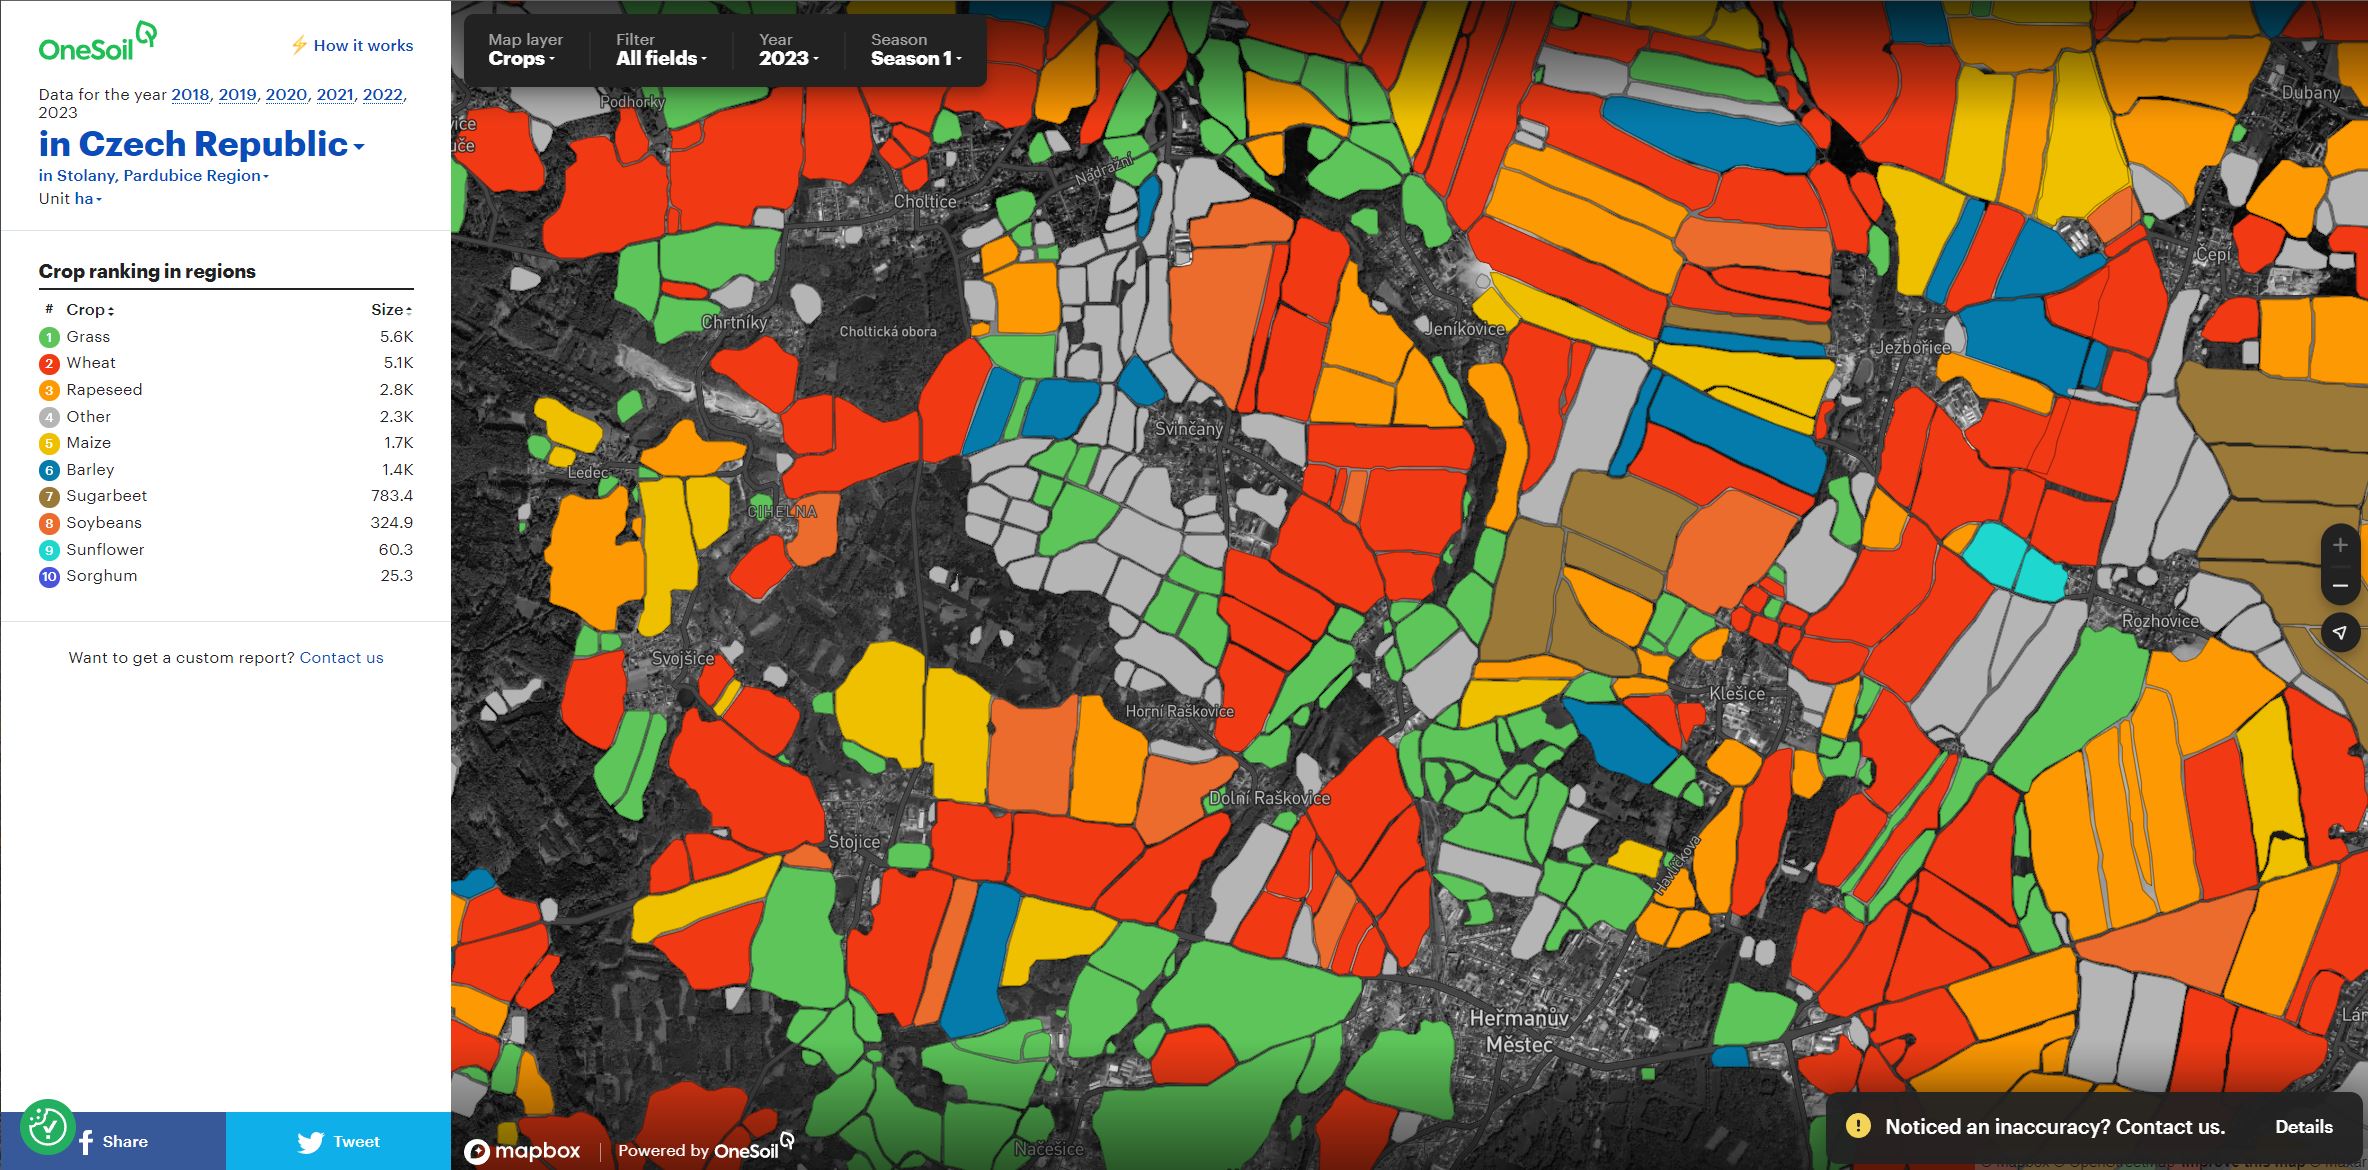 OneSoil
⚡ How it works
Data for the year 2018, 2019, 2020, 2021, 2022,
2023
in Czech Republic
in Stolany, Pardubice Region
Unit ha
Crop ranking in regions
# Crop Size
1 Grass 5.6K
2 Wheat 5.1K
3 Rapeseed 2.8K
4 Other 2.3K
5 Maize 1.7K
6 Barley 1.4K
7 Sugarbeet 783.4
8 Soybeans 324.9
9 Sunflower 60.3
10 Sorghum 25.3
Want to get a custom report? Contact us
Share
Tweet
Map layer
Crops
Filter
All fields
Year
2023
Season
Season 1
Podhorky
Dubany
Nádražní
Choltice
Čepí
Chrtníky
Choltická obora
Jeníkovice
Jezbořice
Svinčany
Ledec
CIHELNA
Rozhovice
Svojšice
Klešice
Horní Raškovice
Dolní Raškovice
Stojice
Havlíčkova
Heřmanův
Městec
Načešice
mapbox
Powered by OneSoil
Noticed an inaccuracy? Contact us.
Details